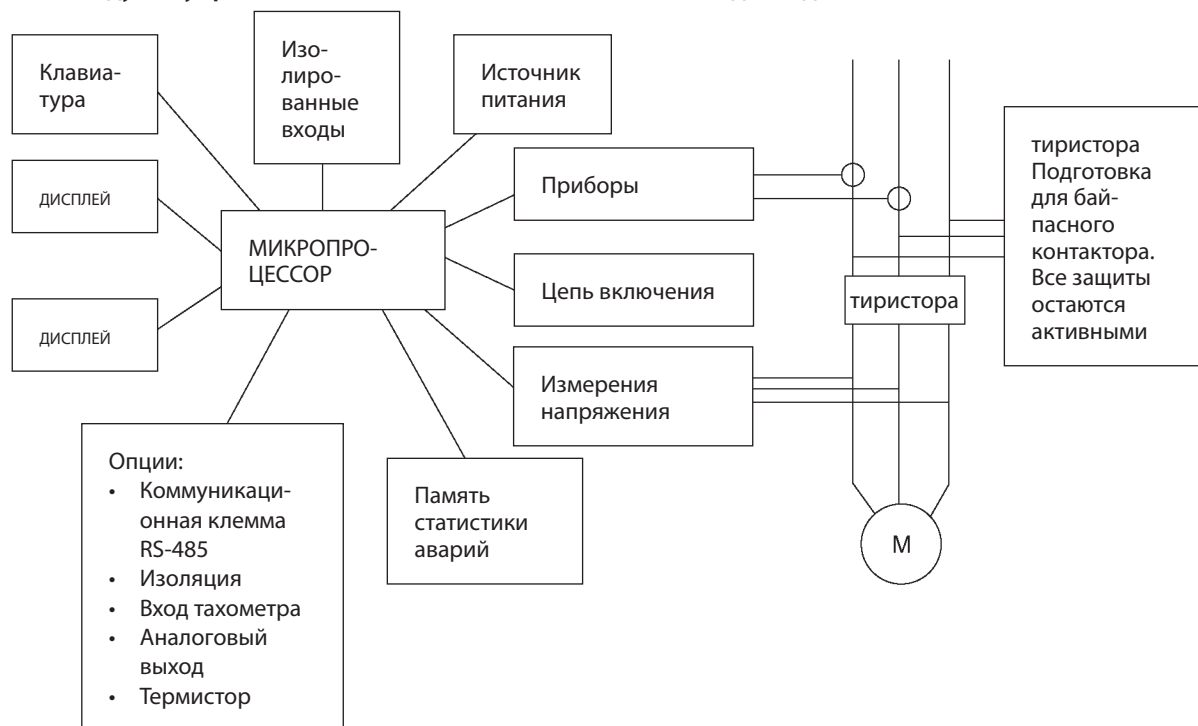 Клавиа-
тура
Изо-
лиро-
ванные
входы
Источник
питания
ДИСПЛЕЙ
Приборы
тиристора
Подготовка
для бай-
пасного
контактора.
Все защиты
остаются
активными
МИКРОПРО-
ЦЕССОР
Цепь включения
тиристора
ДИСПЛЕЙ
Измерения
напряжения
Опции:
• Коммуникаци-
онная клемма
RS-485
• Изоляция
• Вход тахометра
• Аналоговый
выход
• Термистор
Память
статистики
аварий
M